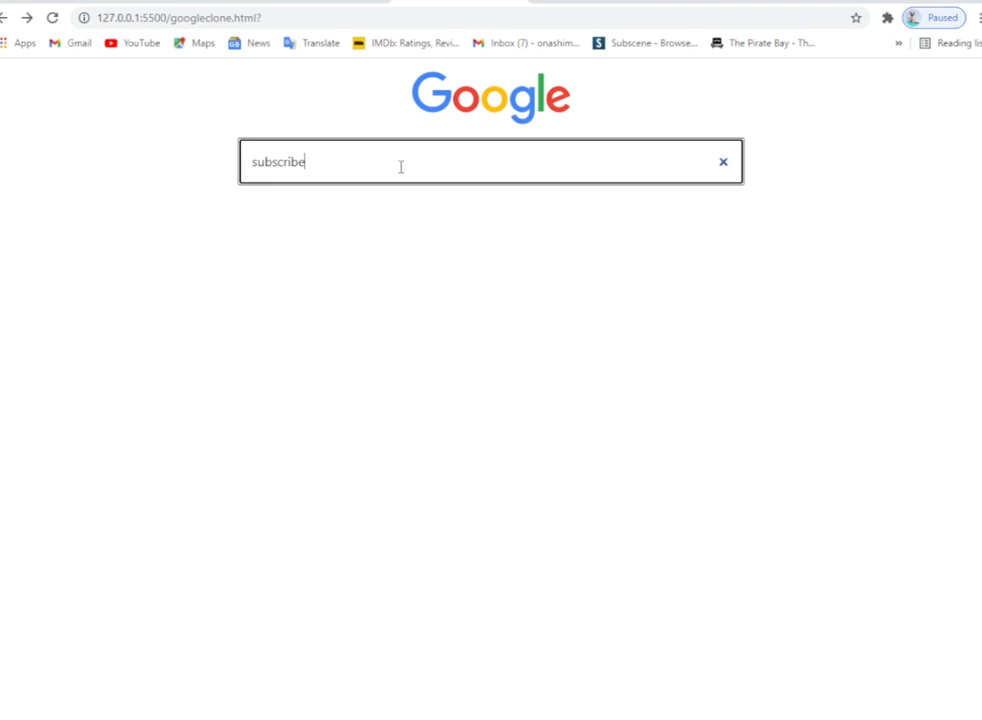 127.0.0.1:5500/googleclone.html? Paused
Apps Gmail YouTube Maps News Translate IMDb: Ratings, Revi... Inbox (7) - onashim... Subscene - Browse... The Pirate Bay - Th... » Reading lis
Google
subscribe